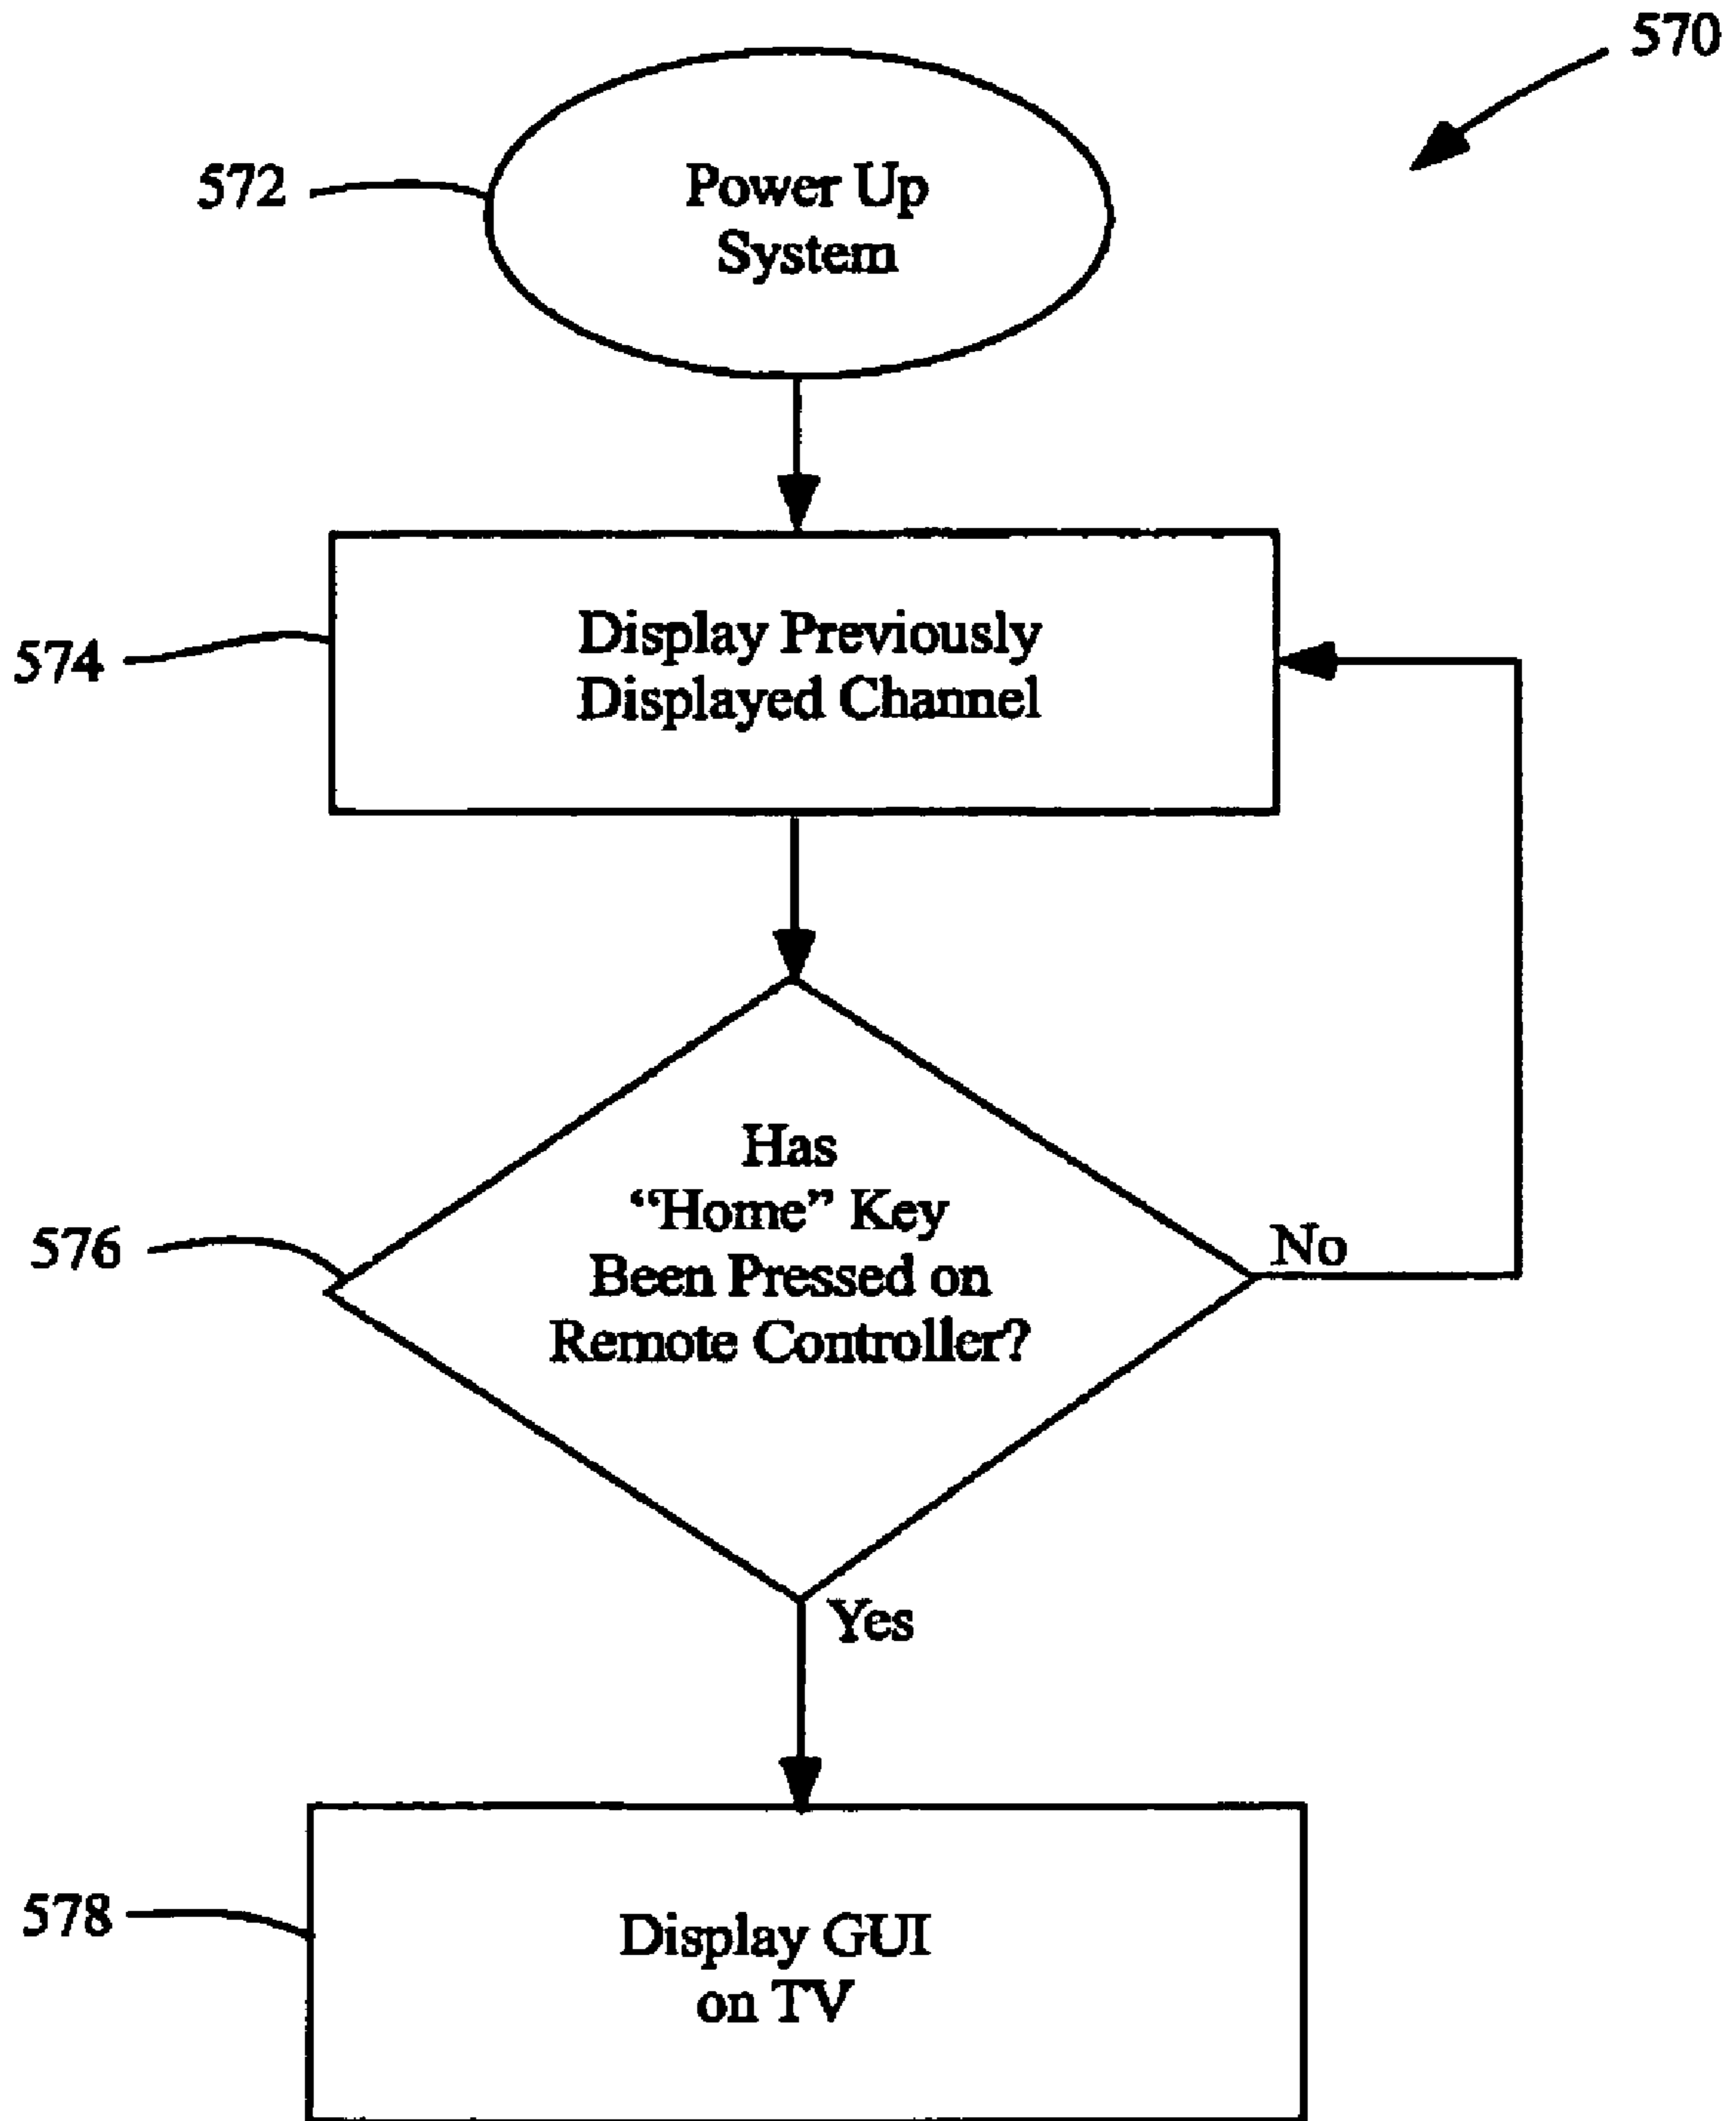 570
572
Power Up
System
574
Display Previously
Displayed Channel
576
Has
“Home” Key
Been Pressed on
Remote Controller?
No
Yes
578
Display GUI
on TV